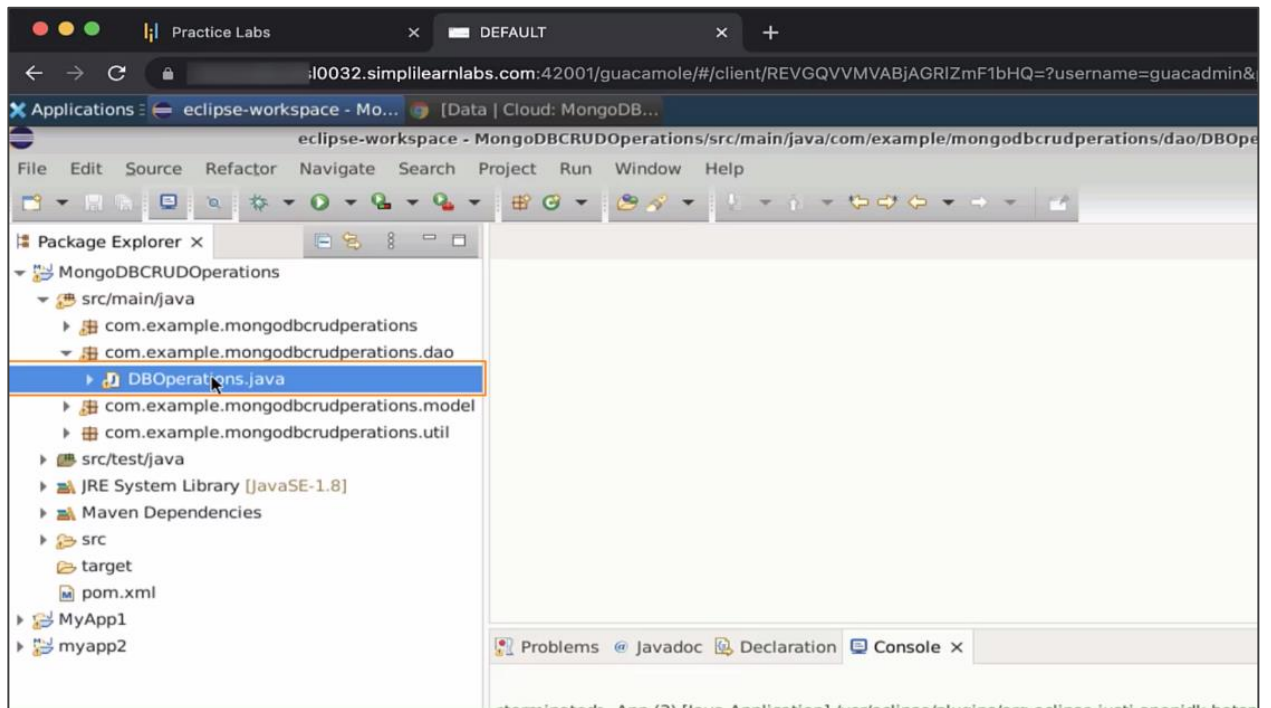 Practice Labs
DEFAULT
sl0032.simplilearnlabs.com:42001/guacamole/#/client/REVGQVVMVABjAGRlZmF1bHQ=?username=guacadmin&
Applications eclipse-workspace - Mo... [Data | Cloud: MongoDB...
eclipse-workspace - MongoDBCRUDOperations/src/main/java/com/example/mongodbcrudperations/dao/DBOpe
File Edit Source Refactor Navigate Search Project Run Window Help
Package Explorer
MongoDBCRUDOperations
src/main/java
com.example.mongodbcrudperations
com.example.mongodbcrudperations.dao
DBOperations.java
com.example.mongodbcrudperations.model
com.example.mongodbcrudperations.util
src/test/java
JRE System Library [JavaSE-1.8]
Maven Dependencies
src
target
pom.xml
MyApp1
myapp2
Problems @ Javadoc Declaration Console